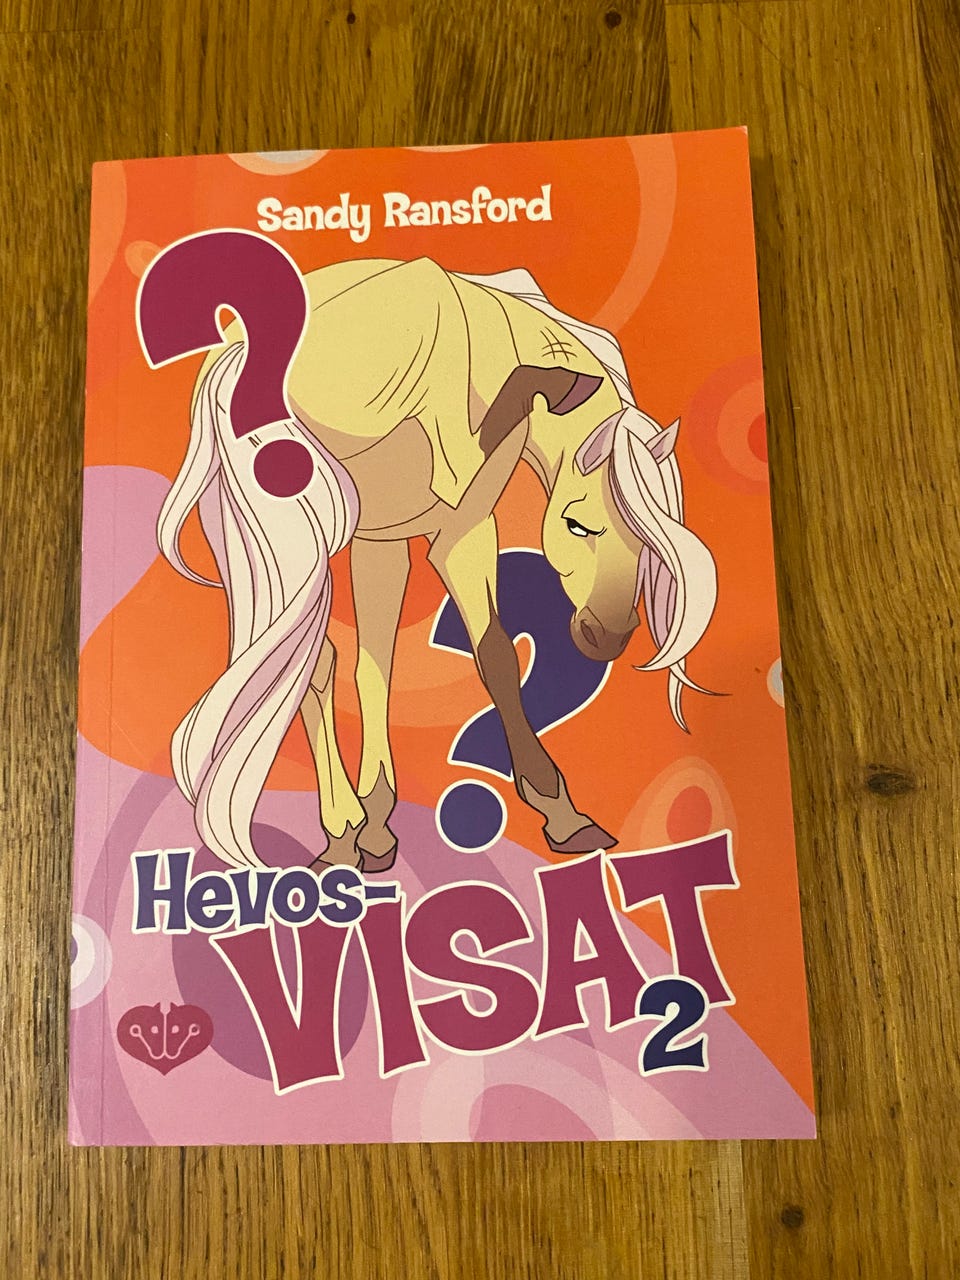 Sandy Ransford
?
?
Hevos-
VISAT
2